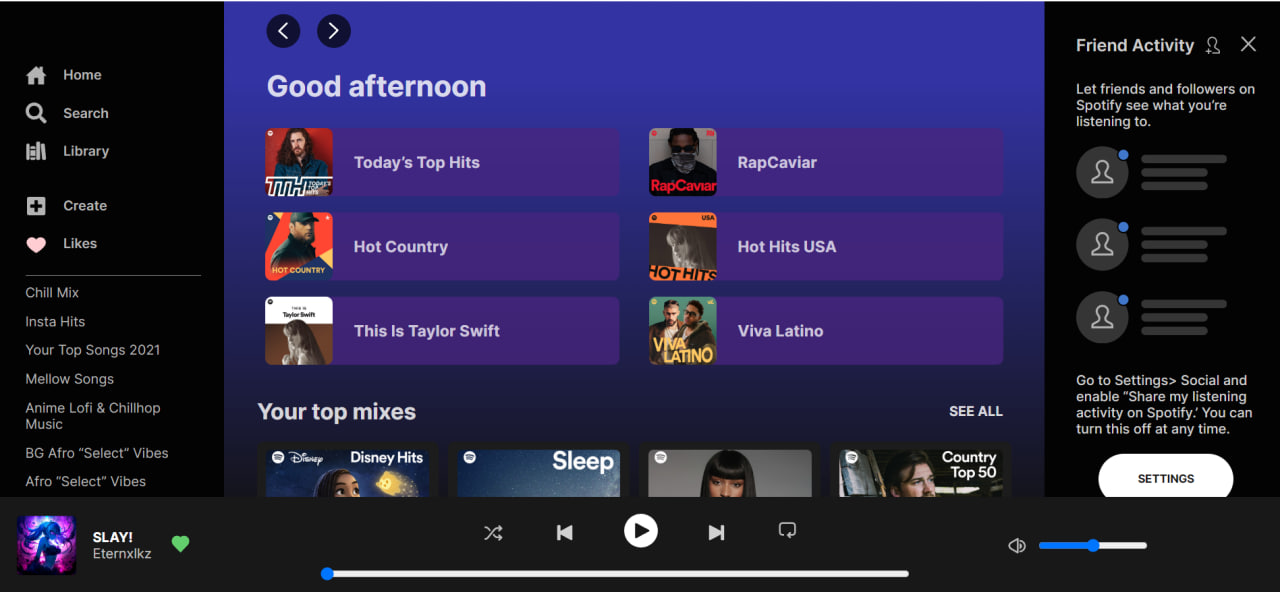 Home
Search
Library
Create
Likes
Chill Mix
Insta Hits
Your Top Songs 2021
Mellow Songs
Anime Lofi & Chillhop
Music
BG Afro “Select” Vibes
Afro “Select” Vibes
Good afternoon
TTH TODAY'S
TOP
HITS
Today’s Top Hits
RapCaviar
RapCaviar
HOT COUNTRY
Hot Country
USA
HOT HITS
Hot Hits USA
THIS IS
Taylor Swift
This Is Taylor Swift
VIVA
LATINO
Viva Latino
Your top mixes
SEE ALL
Disney
Disney Hits
Sleep
Country
Top 50
Friend Activity
Let friends and followers on
Spotify see what you’re
listening to.
Go to Settings> Social and
enable “Share my listening
activity on Spotify.’ You can
turn this off at any time.
SETTINGS
SLAY!
Eternxlkz